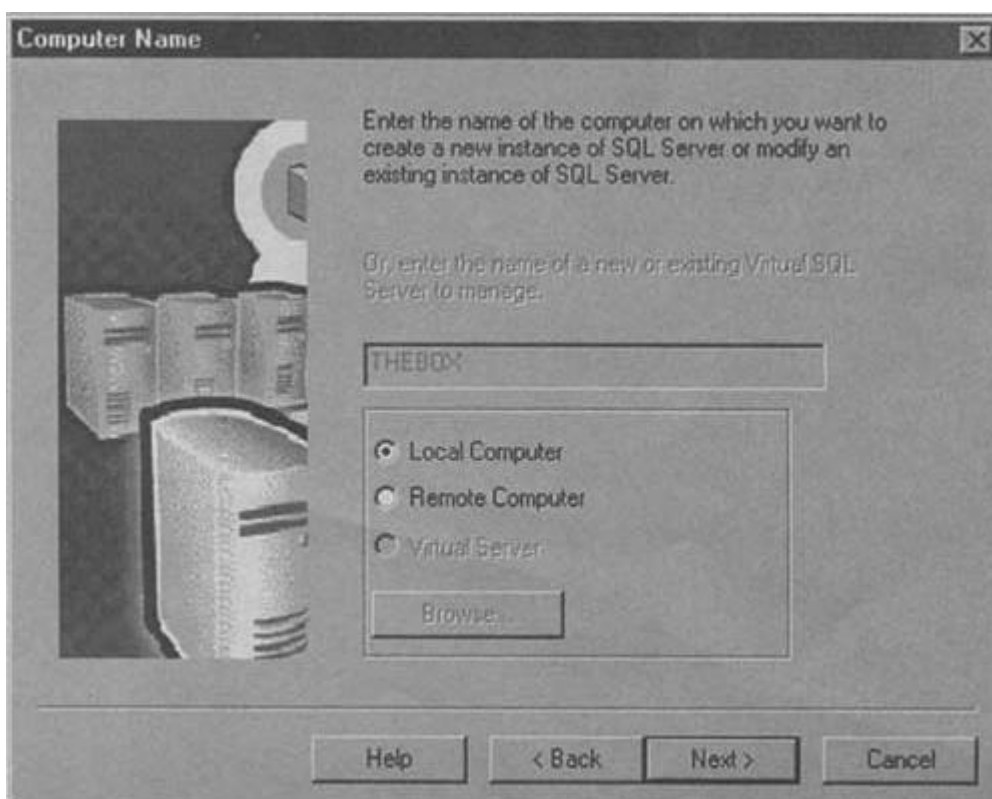 Computer Name
Enter the name of the computer on which you want to
create a new instance of SQL Server or modify an
existing instance of SQL Server.
Or, enter the name of a new or existing Virtual SQL
Server to manage.
THEBOX
Local Computer
Remote Computer
Virtual Server
Browse...
Help
< Back
Next >
Cancel